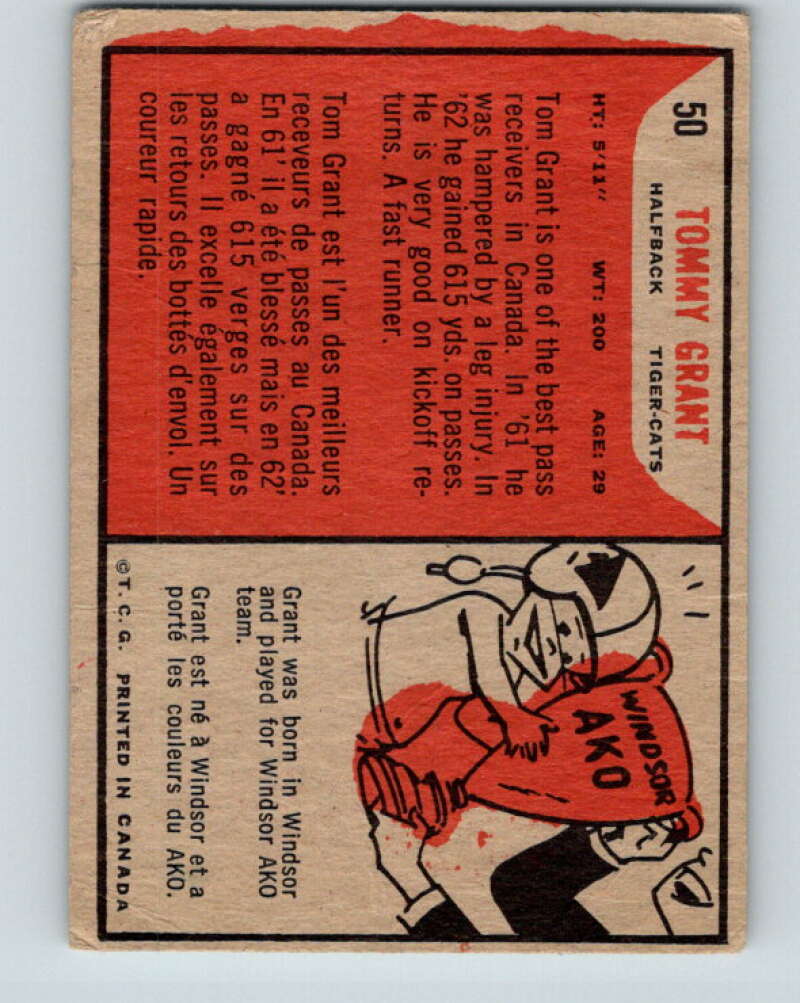 50
TOMMY GRANT
HALFBACK TIGER-CATS
HT: 5/11" WT: 200 AGE: 29
Tom Grant is one of the best pass
receivers in Canada. In '61 he
was hampered by a leg injury. In
'62 he gained 615 yds. on passes.
He is very good on kickoff re-
turns. A fast runner.
Tom Grant est l'un des meilleurs
receveurs de passes au Canada.
En 61' il a été blessé mais en 62'
a gagné 615 verges sur des
passes. Il excelle également sur
les retours des bottés d'envol. Un
coureur rapide.
WINDSOR
AKO
Grant was born in Windsor
and played for Windsor AKO
team.
Grant est né à Windsor et a
porté les couleurs du AKO.
©T. C. G. PRINTED IN CANADA